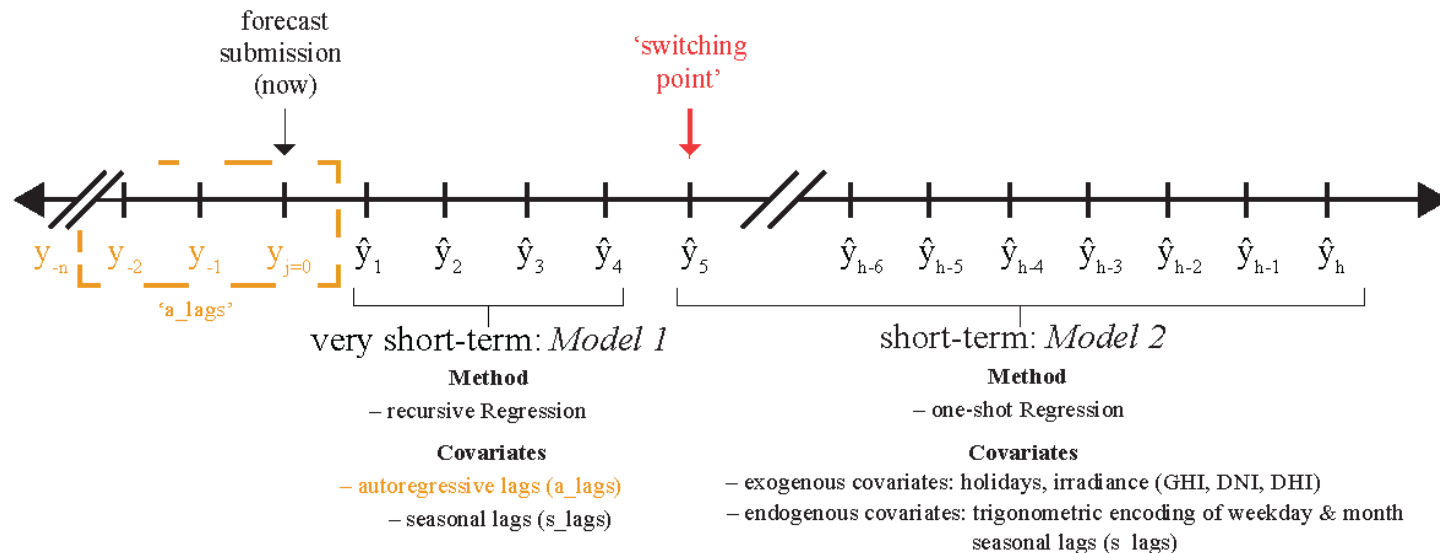 forecast
submission
(now)
‘switching
point’
y-n y-2 y-1 yj=0 ŷ1 ŷ2 ŷ3 ŷ4 ŷ5 ŷh-6 ŷh-5 ŷh-4 ŷh-3 ŷh-2 ŷh-1 ŷh
‘a_lags’
very short-term: Model 1
Method
– recursive Regression
Covariates
– autoregressive lags (a_lags)
– seasonal lags (s_lags)
short-term: Model 2
Method
– one-shot Regression
Covariates
– exogenous covariates: holidays, irradiance (GHI, DNI, DHI)
– endogenous covariates: trigonometric encoding of weekday & month
seasonal lags (s_lags)